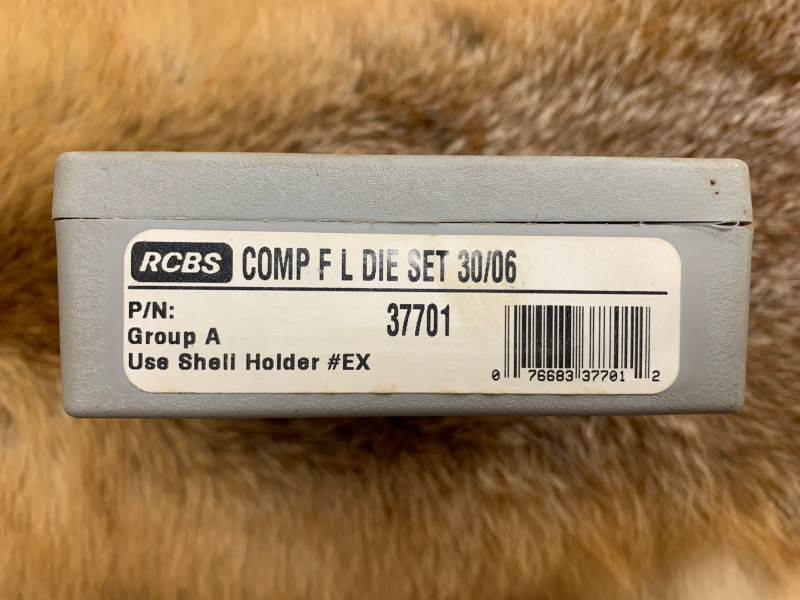 RCBS COMP F L DIE SET 30/06
P/N: 37701
Group A
Use Shell Holder #EX
0 76683 37701 2